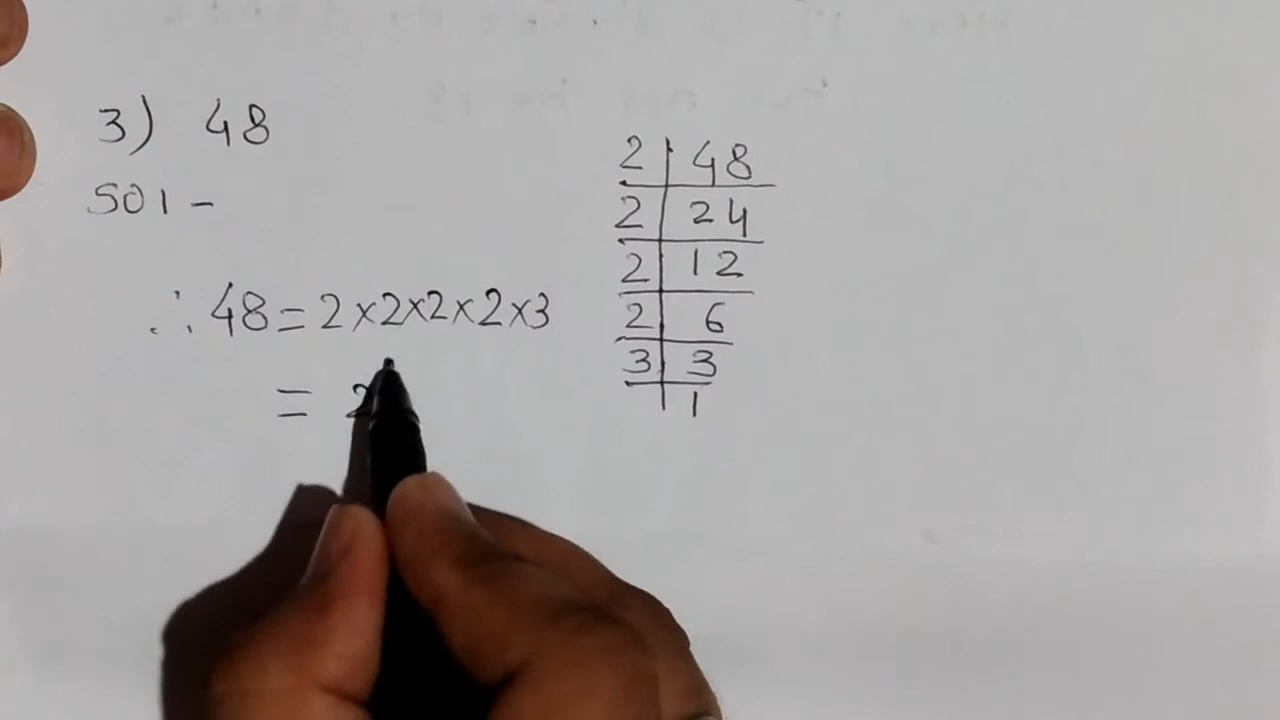 3) 48
Sol -
∴ 48 = 2 × 2 × 2 × 2 × 3
= 2
2 | 48
2 | 24
2 | 12
2 | 6
3 | 3
| 1